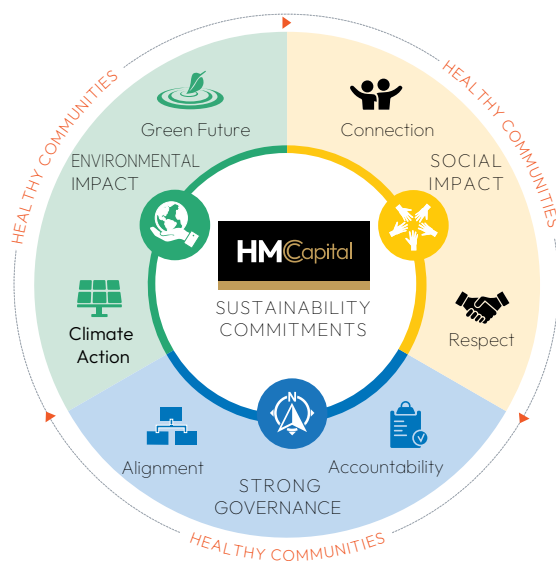 HEALTHY COMMUNITIES
HEALTHY COMMUNITIES
Green Future
ENVIRONMENTAL
IMPACT
Connection
SOCIAL
IMPACT
HMCapital
SUSTAINABILITY
COMMITMENTS
Climate
Action
Respect
N
Alignment
Accountability
STRONG
GOVERNANCE
HEALTHY COMMUNITIES